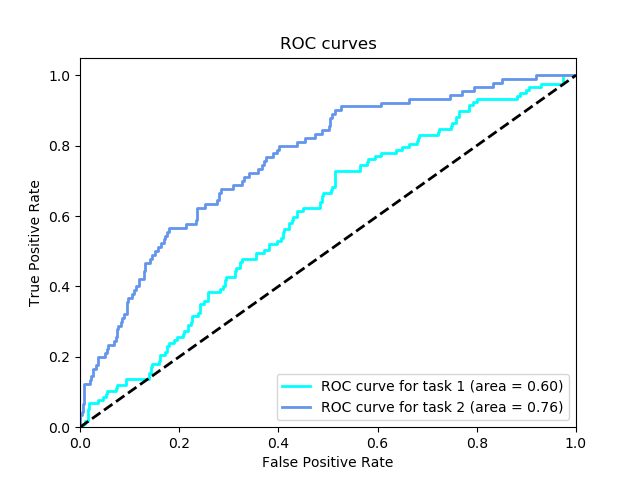 ROC curves
True Positive Rate
1.0
0.8
0.6
0.4
0.2
0.0
0.0 0.2 0.4 0.6 0.8 1.0
False Positive Rate
ROC curve for task 1 (area = 0.60)
ROC curve for task 2 (area = 0.76)